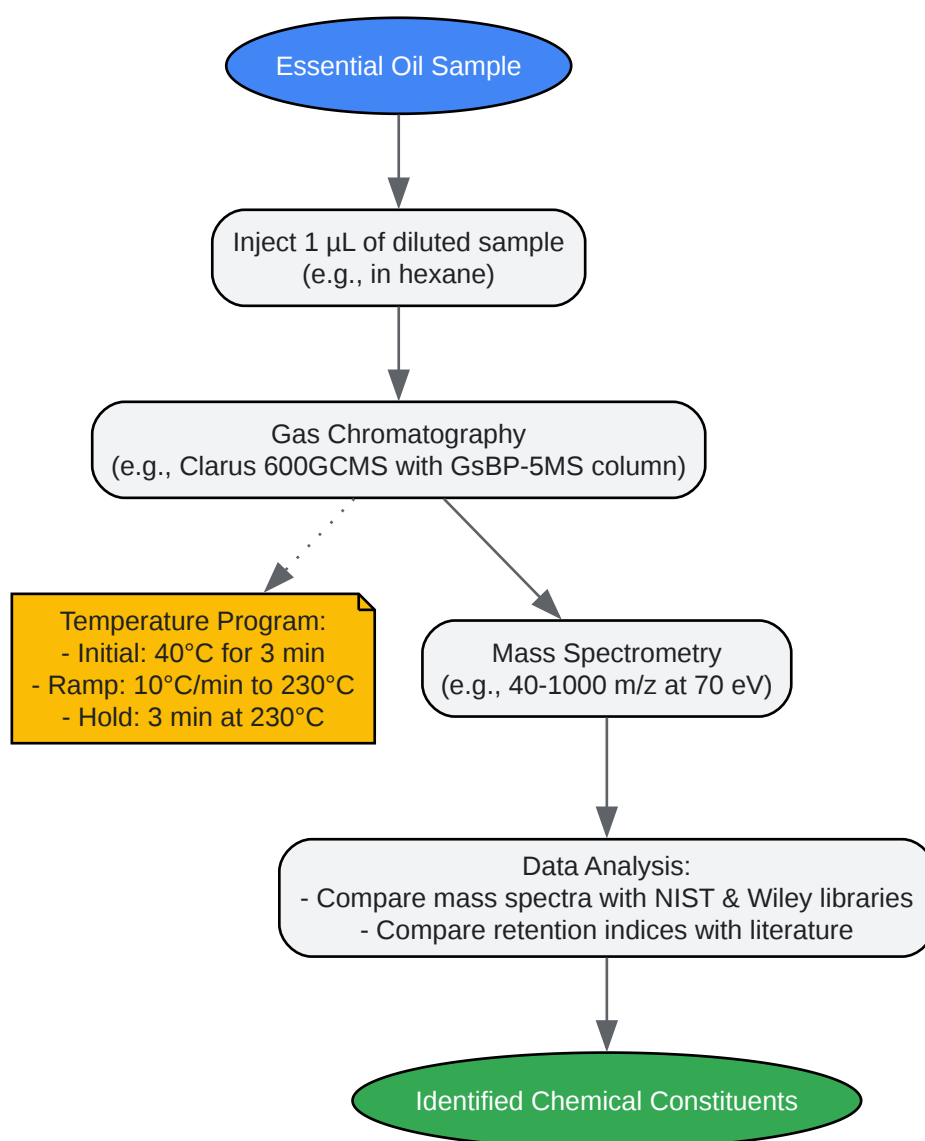 Essential Oil Sample
Inject 1 µL of diluted sample
(e.g., in hexane)
Gas Chromatography
(e.g., Clarus 600GCMS with GsBP-5MS column)
Temperature Program:
- Initial: 40°C for 3 min
- Ramp: 10°C/min to 230°C
- Hold: 3 min at 230°C
Mass Spectrometry
(e.g., 40-1000 m/z at 70 eV)
Data Analysis:
- Compare mass spectra with NIST & Wiley libraries
- Compare retention indices with literature
Identified Chemical Constituents